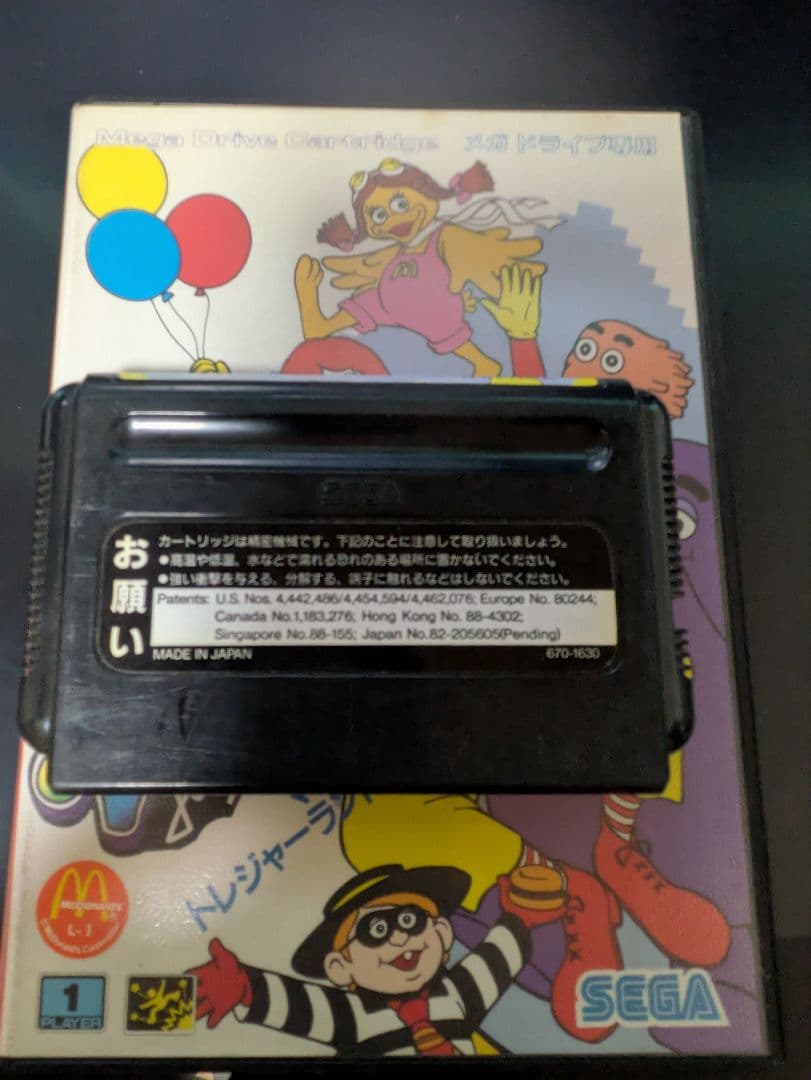 Mega Drive Cartridge メガドライブ専用
SEGA
お願い
カートリッジは精密機械です。下記のことに注意して取り扱いましょう。
●高温や低温、水などで濡れる恐れのある場所に置かないでください。
●強い衝撃を与える、分解する、端子に触れるなどはしないでください。
Patents: U.S. Nos. 4,442,486/4,454,594/4,462,076; Europe No. 80244;
Canada No.1,183,276; Hong Kong No. 88-4302;
Singapore No.88-155; Japan No.82-205605(Pending)
MADE IN JAPAN 670-1630
トレジャーラン
McDonald's
L-1
1
PLAYER
SEGA